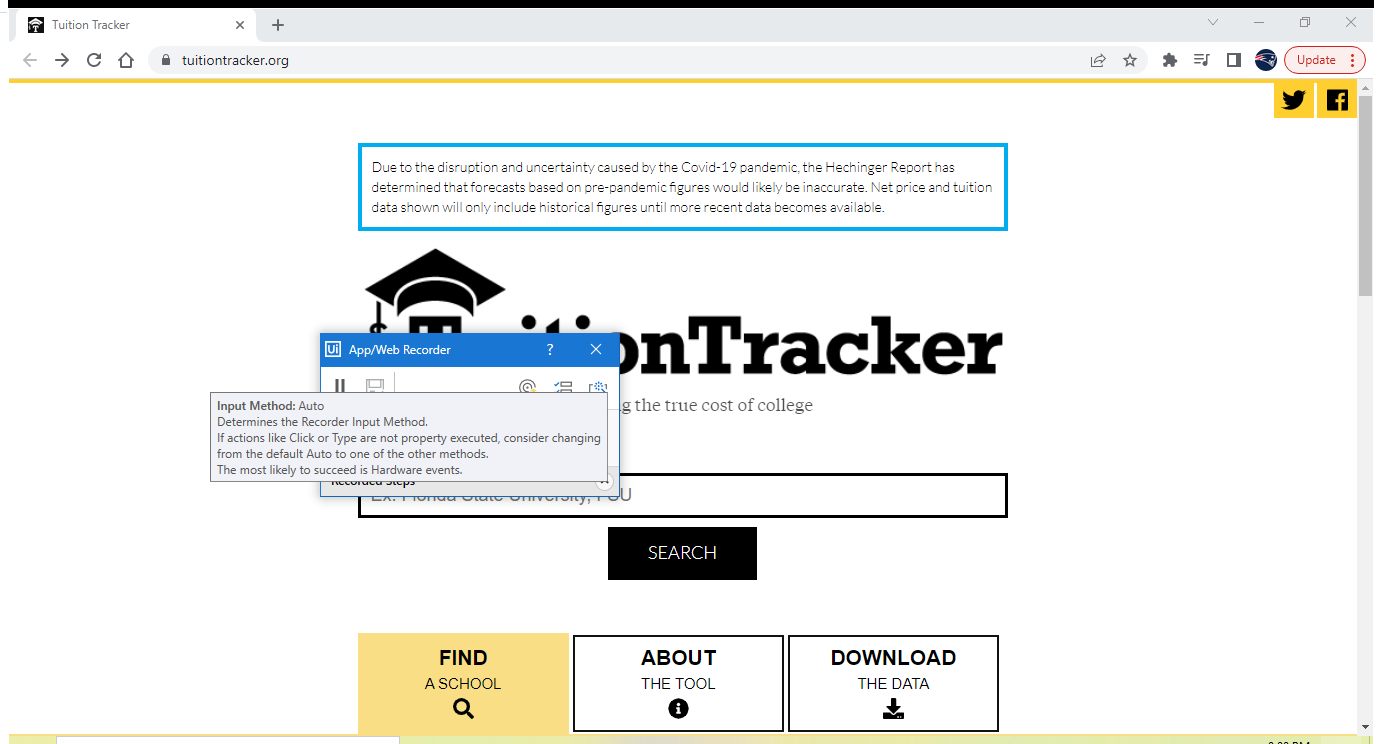 Tuition Tracker
tuitiontracker.org
Update
Due to the disruption and uncertainty caused by the Covid-19 pandemic, the Hechinger Report has
determined that forecasts based on pre-pandemic figures would likely be inaccurate. Net price and tuition
data shown will only include historical figures until more recent data becomes available.
TuitionTracker
Ui App/Web Recorder ?
g the true cost of college
Input Method: Auto
Determines the Recorder Input Method.
If actions like Click or Type are not property executed, consider changing
from the default Auto to one of the other methods.
The most likely to succeed is Hardware events.
Recorded Steps
Ex: Florida State University, FSU
SEARCH
FIND
A SCHOOL
ABOUT
THE TOOL
DOWNLOAD
THE DATA